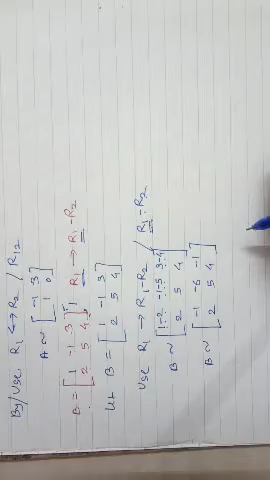 By/Use R₁ ↔ R₂ / R₁₂
A ~ [ -1 3
1 0 ]
B = [ 1 -1 3
2 5 4 ] , R₁ → R₁ - R₂
Let B = [ 1 -1 3
2 5 4 ]
Use R₁ → R₁ - R₂ / R₁ - R₂
B ~ [ 1-2 -1-5 3-4
2 5 4 ]
B ~ [ -1 -6 -1
2 5 4 ]